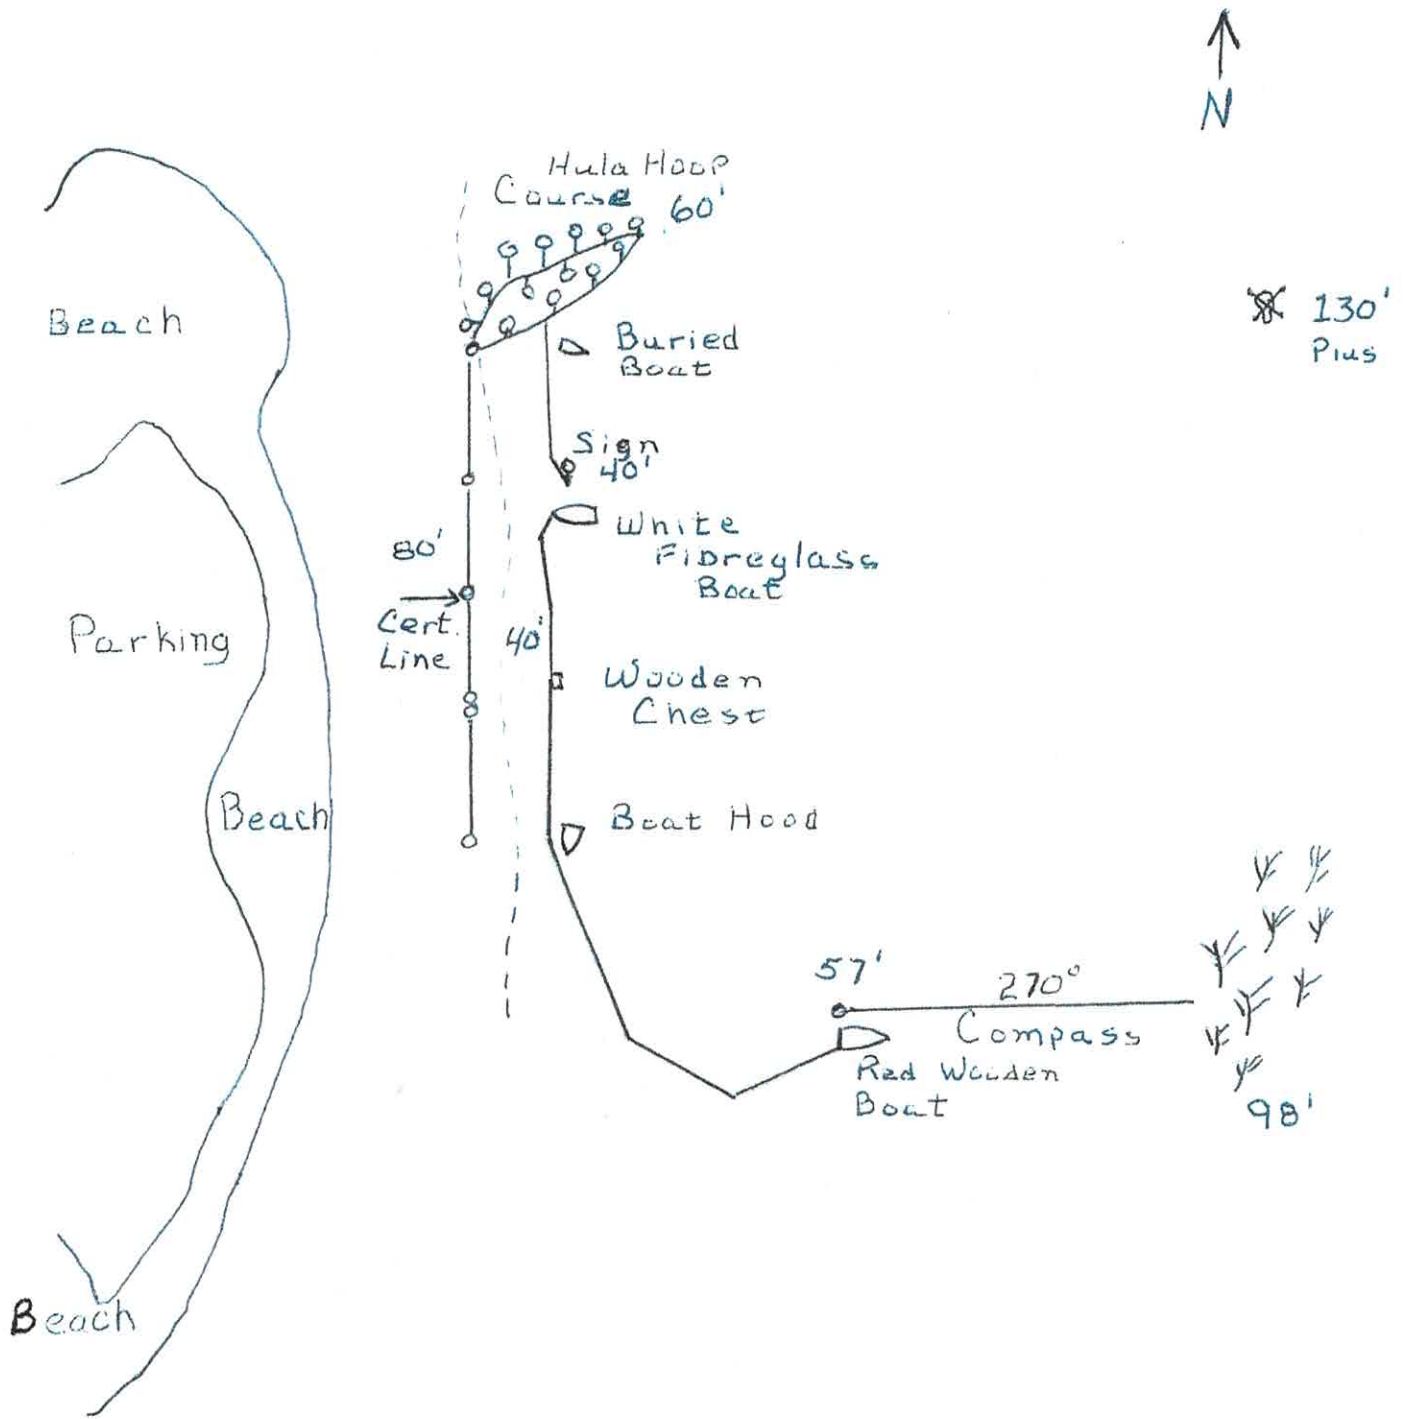 N
Hula Hoop
Course 60'
Beach
130'
Plus
Buried
Boat
Sign
40'
White
Fibreglass
Boat
80'
Cert.
Line
40'
Parking
Wooden
Chest
Beach
Boat Hood
57'
270°
Compass
Red Wooden
Boat
98'
Beach